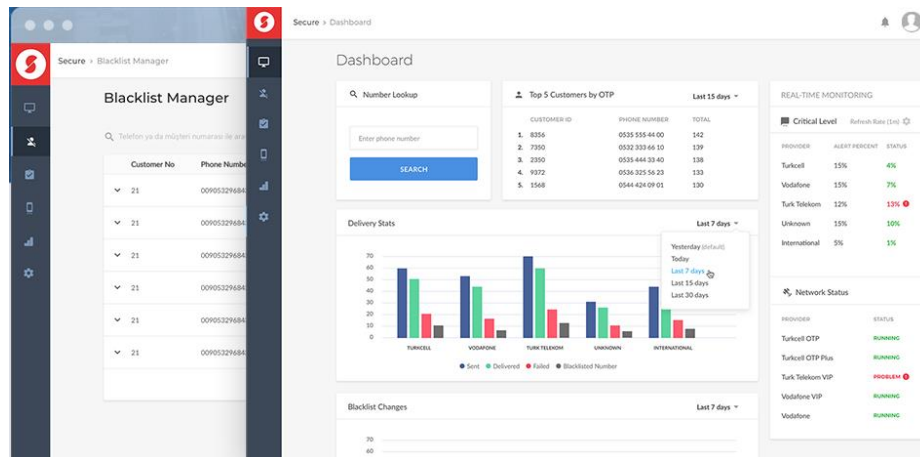 Secure › Blacklist Manager
Blacklist Manager
Telefon ya da müşteri numarası ile ara
Customer No Phone Numbe
21 0090532968
21 0090532968
21 0090532968
21 0090532968
21 0090532968
21 0090532968
Secure › Dashboard
Dashboard
Number Lookup
Enter phone number
SEARCH
Top 5 Customers by OTP Last 15 days
CUSTOMER ID PHONE NUMBER TOTAL
1. 8356 0535 555 44 00 142
2. 7350 0532 333 66 10 139
3. 2350 0535 444 33 40 138
4. 9372 0536 325 56 23 133
5. 1568 0544 424 09 01 130
Delivery Stats Last 7 days
Yesterday (default)
Today
Last 7 days
Last 15 days
Last 30 days
70
60
50
40
30
20
10
0
TURKCELL VODAFONE TURK TELEKOM UNKNOWN INTERNATIONAL
Sent Delivered Failed Blacklisted Number
Blacklist Changes Last 7 days
70
60
REAL-TIME MONITORING
Critical Level Refresh Rate (1m)
PROVIDER ALERT PERCENT STATUS
Turkcell 15% 4%
Vodafone 15% 7%
Turk Telekom 12% 13%
Unknown 15% 10%
International 5% 1%
Network Status
PROVIDER STATUS
Turkcell OTP RUNNING
Turkcell OTP Plus RUNNING
Turk Telekom VIP PROBLEM
Vodafone VIP RUNNING
Vodafone RUNNING